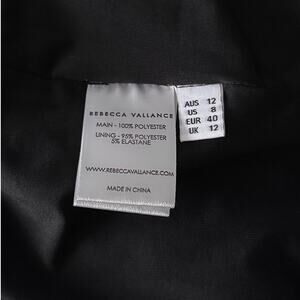 REBECCA VALLANCE
MAIN - 100% POLYESTER
LINING - 95% POLYESTER
5% ELASTANE
WWW.REBECCAVALLANCE.COM
MADE IN CHINA
AUS 12
US 8
EUR 40
UK 12